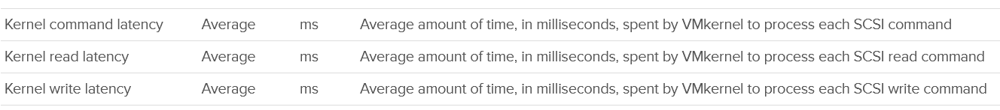 Kernel command latency Average ms Average amount of time, in milliseconds, spent by VMkernel to process each SCSI command
Kernel read latency Average ms Average amount of time, in milliseconds, spent by VMkernel to process each SCSI read command
Kernel write latency Average ms Average amount of time, in milliseconds, spent by VMkernel to process each SCSI write command